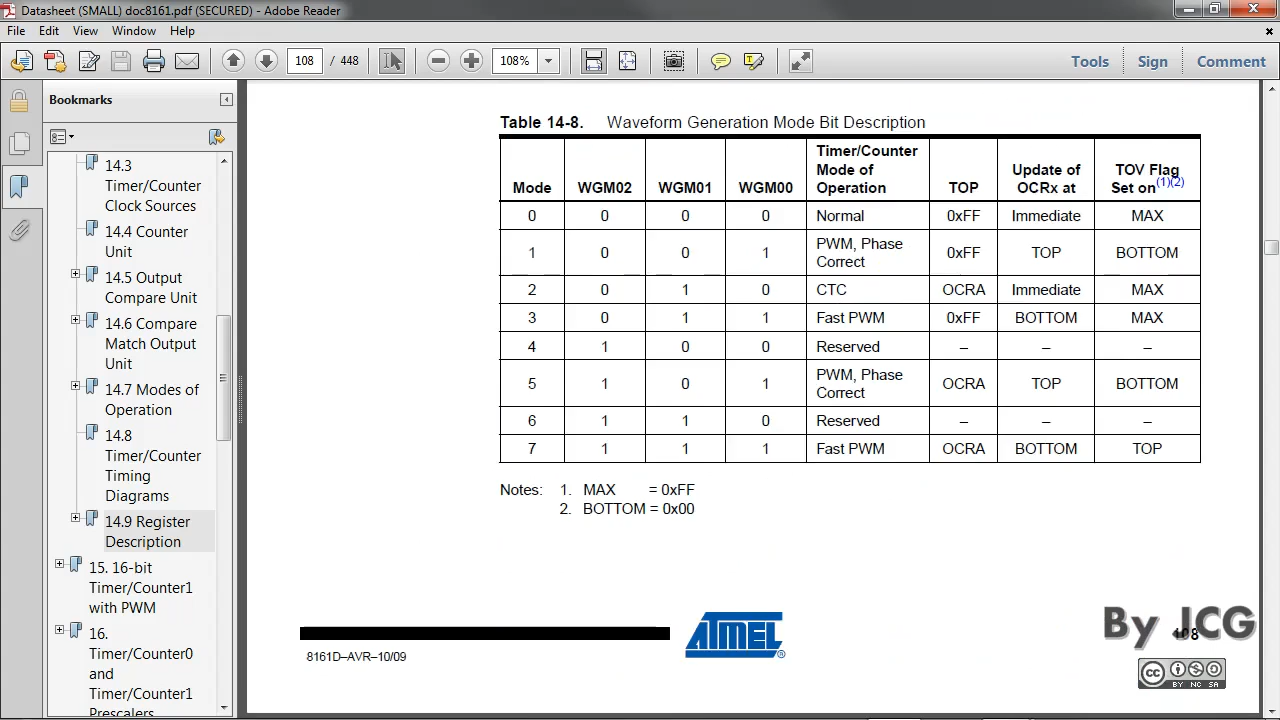 Datasheet (SMALL) doc8161.pdf (SECURED) - Adobe Reader
File Edit View Window Help
108 / 448 108% Tools Sign Comment
Bookmarks
14.3
Timer/Counter
Clock Sources
14.4 Counter
Unit
14.5 Output
Compare Unit
14.6 Compare
Match Output
Unit
14.7 Modes of
Operation
14.8
Timer/Counter
Timing
Diagrams
14.9 Register
Description
15. 16-bit
Timer/Counter1
with PWM
16.
Timer/Counter0
and
Timer/Counter1
Prescalers
Table 14-8. Waveform Generation Mode Bit Description
Mode WGM02 WGM01 WGM00 Timer/Counter Mode of Operation TOP Update of OCRx at TOV Flag Set on(1)(2)
0 0 0 0 Normal 0xFF Immediate MAX
1 0 0 1 PWM, Phase Correct 0xFF TOP BOTTOM
2 0 1 0 CTC OCRA Immediate MAX
3 0 1 1 Fast PWM 0xFF BOTTOM MAX
4 1 0 0 Reserved – – –
5 1 0 1 PWM, Phase Correct OCRA TOP BOTTOM
6 1 1 0 Reserved – – –
7 1 1 1 Fast PWM OCRA BOTTOM TOP
Notes: 1. MAX = 0xFF
2. BOTTOM = 0x00
ATMEL ®
8161D–AVR–10/09
108
By ICG
cc BY NC SA